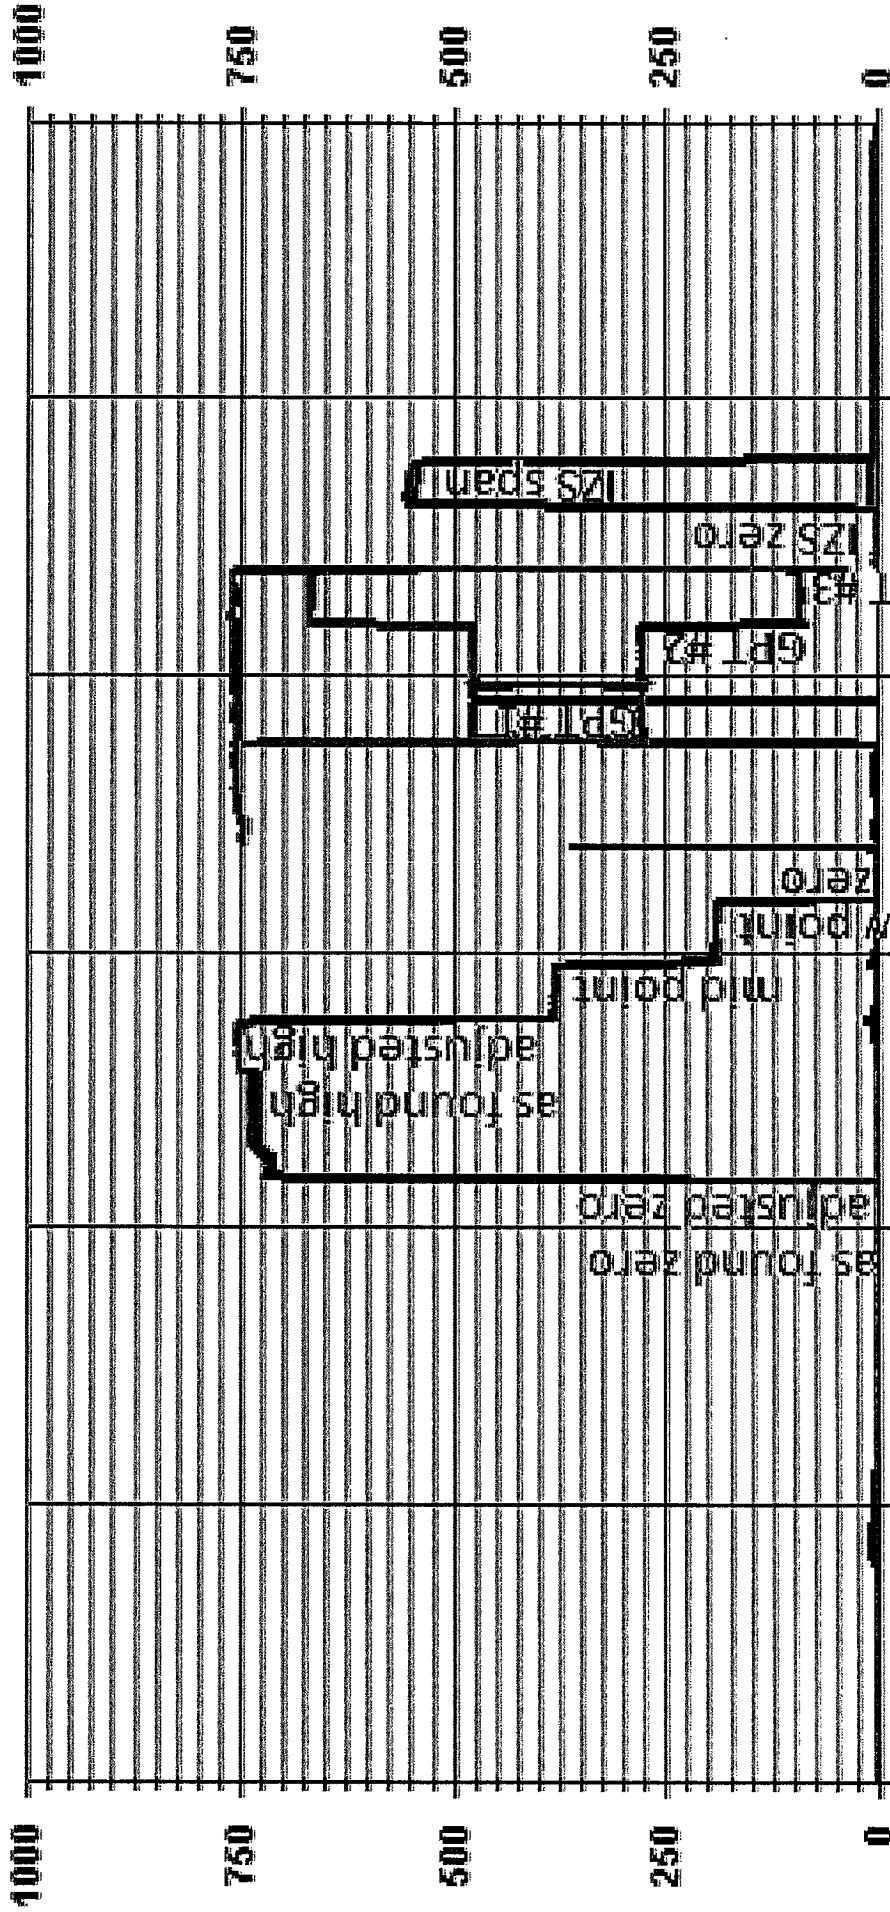 1000
750
500
250
0
as found zero
adjusted zero
as found high
adjusted high
mid point
w point
zero
GPT #1
GPT #2
#3
IZS zero
IZS span
1000
750
500
250
0